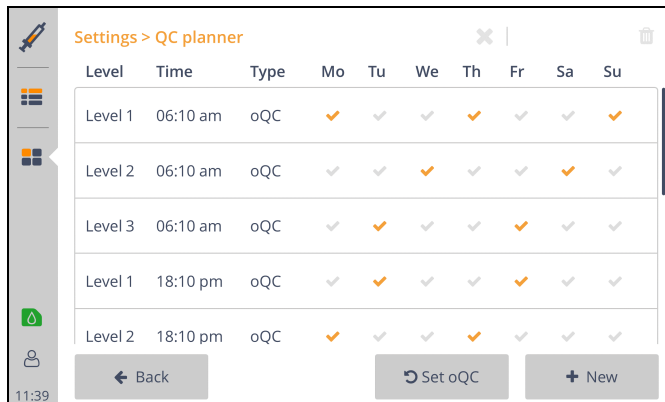 Settings > QC planner
Level Time Type Mo Tu We Th Fr Sa Su
Level 1 06:10 am oQC
Level 2 06:10 am oQC
Level 3 06:10 am oQC
Level 1 18:10 pm oQC
Level 2 18:10 pm oQC
Back Set oQC New
11:39